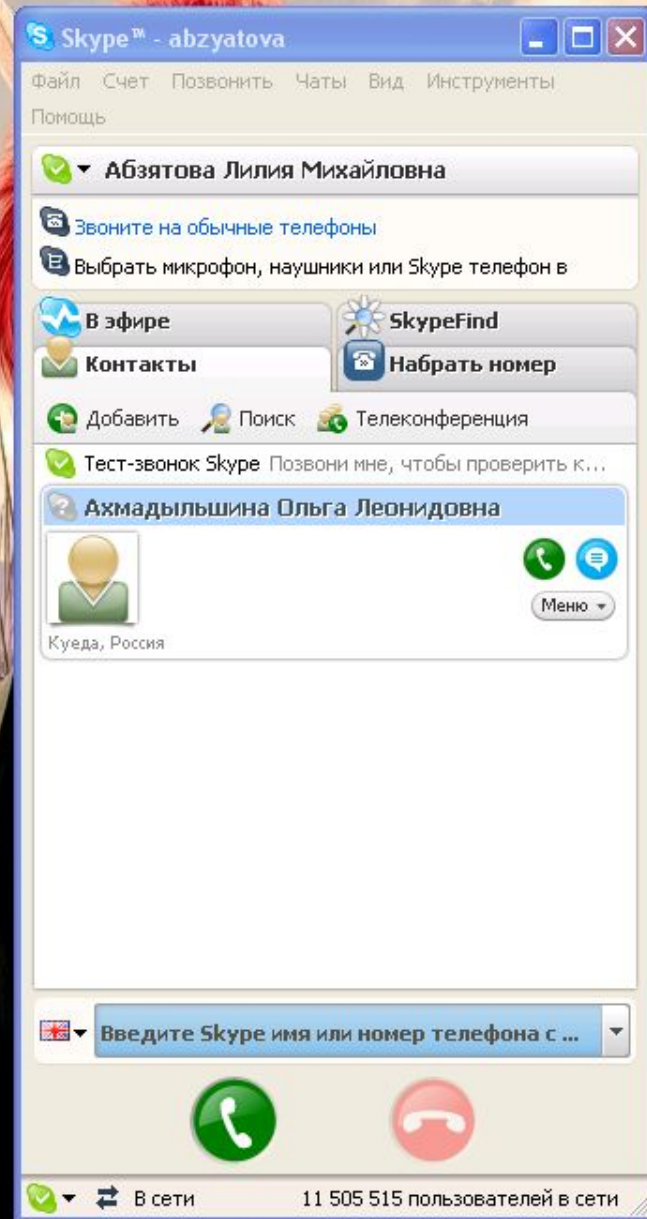 Skype™ - abzyatova
Файл Счет Позвонить Чаты Вид Инструменты
Помощь
Абзятова Лилия Михайловна
Звоните на обычные телефоны
Выбрать микрофон, наушники или Skype телефон в
В эфире SkypeFind
Контакты Набрать номер
Добавить Поиск Телеконференция
Тест-звонок Skype Позвони мне, чтобы проверить к...
Ахмадыльшина Ольга Леонидовна
Меню
Куеда, Россия
Введите Skype имя или номер телефона с ...
В сети 11 505 515 пользователей в сети